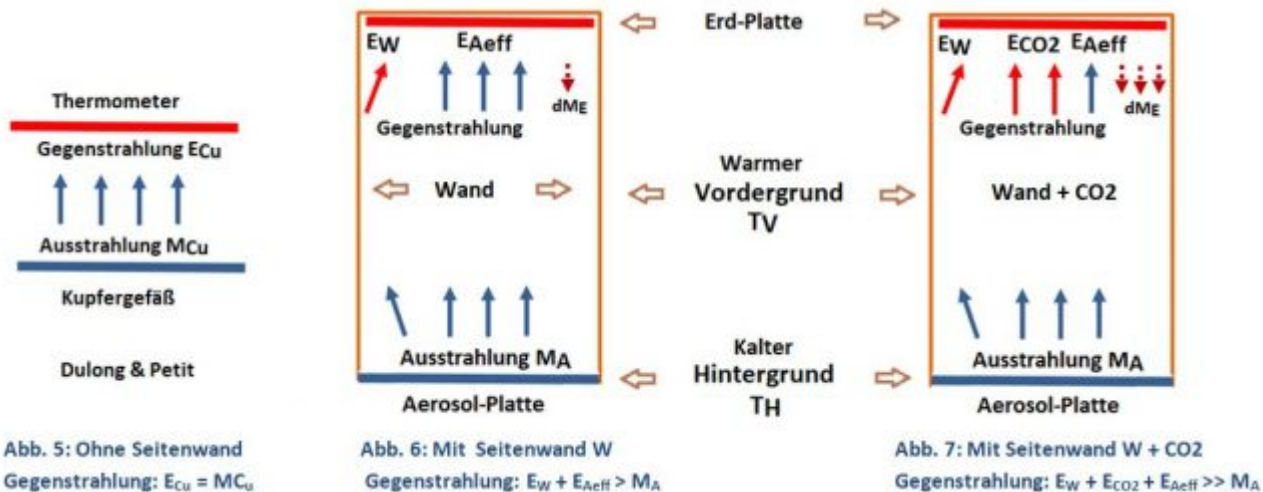 Thermometer
Gegenstrahlung ECu
Ausstrahlung MCu
Kupfergefäß
Dulong & Petit
Abb. 5: Ohne Seitenwand
Gegenstrahlung: ECu = MCu
EW EAeff
dME
Gegenstrahlung
Wand
Ausstrahlung MA
Aerosol-Platte
Abb. 6: Mit Seitenwand W
Gegenstrahlung: EW + EAeff > MA
Erd-Platte
Warmer
Vordergrund
TV
Kalter
Hintergrund
TH
EW ECO2 EAeff
dME
Gegenstrahlung
Wand + CO2
Ausstrahlung MA
Aerosol-Platte
Abb. 7: Mit Seitenwand W + CO2
Gegenstrahlung: EW + ECO2 + EAeff >> MA